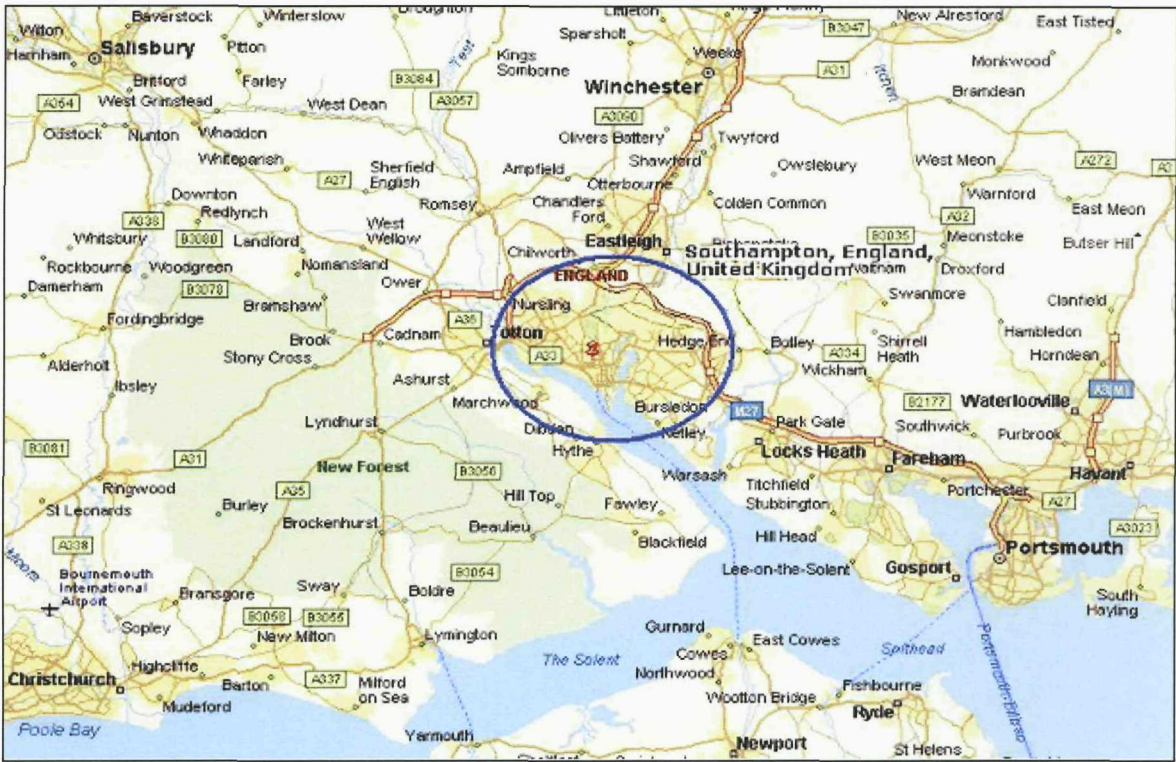 Wilton
Baverstock
Winterslow
Broughton
Littleton
B3047
New Alresford
East Tisted
Harnham
Salisbury
Pitton
Test
Kings
Somborne
Sparsholt
Weeke
Winchester
A31
Itchen
Monkwood
Britford
Farley
B3084
A3057
Bramdean
A354
West Grimstead
West Dean
A3090
Odstock
Nunton
Whaddon
Olivers Battery
Twyford
Whiteparish
A27
Sherfield
English
Ampfield
Shawford
Owslebury
West Meon
A272
Otterbourne
Downton
Redlynch
Romsey
Chandlers
Ford
Colden Common
Warnford
East Meon
A338
Whitsbury
B3080
Landford
West
Wellow
Chilworth
Eastleigh
Bishopstoke
B3035
A32
Meonstoke
Butser Hill
Rockbourne
Woodgreen
Nomansland
Southampton, England,
United Kingdom
Waltham
Droxford
Damerham
B3078
Ower
ENGLAND
Bramshaw
Nursling
Swanmore
Clanfield
Fordingbridge
Brook
Cadnam
A36
Totton
A33
Hedge End
Botley
Shirrell
Heath
Hambledon
Alderholt
Stony Cross
A334
Horndean
Ibsley
Ashurst
Wickham
Marchwood
Bursledon
M27
B2177
Waterlooville
A3(M)
Lyndhurst
Dibden
Netley
Park Gate
Southwick
Purbrook
B3081
A31
New Forest
B3056
Hythe
Warsash
Locks Heath
Fareham
Havant
Ringwood
A35
Titchfield
Portchester
A27
St Leonards
Burley
Hill Top
Fawley
Stubbington
Brockenhurst
Beaulieu
Blackfield
Hill Head
A3023
A338
Portsmouth
Moors
Bournemouth
International
Airport
B3054
Lee-on-the-Solent
Gosport
Bransgore
Sway
Boldre
South
Hayling
Sopley
B3058
B3055
New Milton
Lymington
Gurnard
East Cowes
Spithead
Portsmouth-Bilbao
Highcliffe
The Solent
Cowes
Northwood
Christchurch
Barton
A337
Milford
on Sea
Wootton Bridge
Fishbourne
Mudeford
Ryde
Poole Bay
Yarmouth
Newport
St Helens